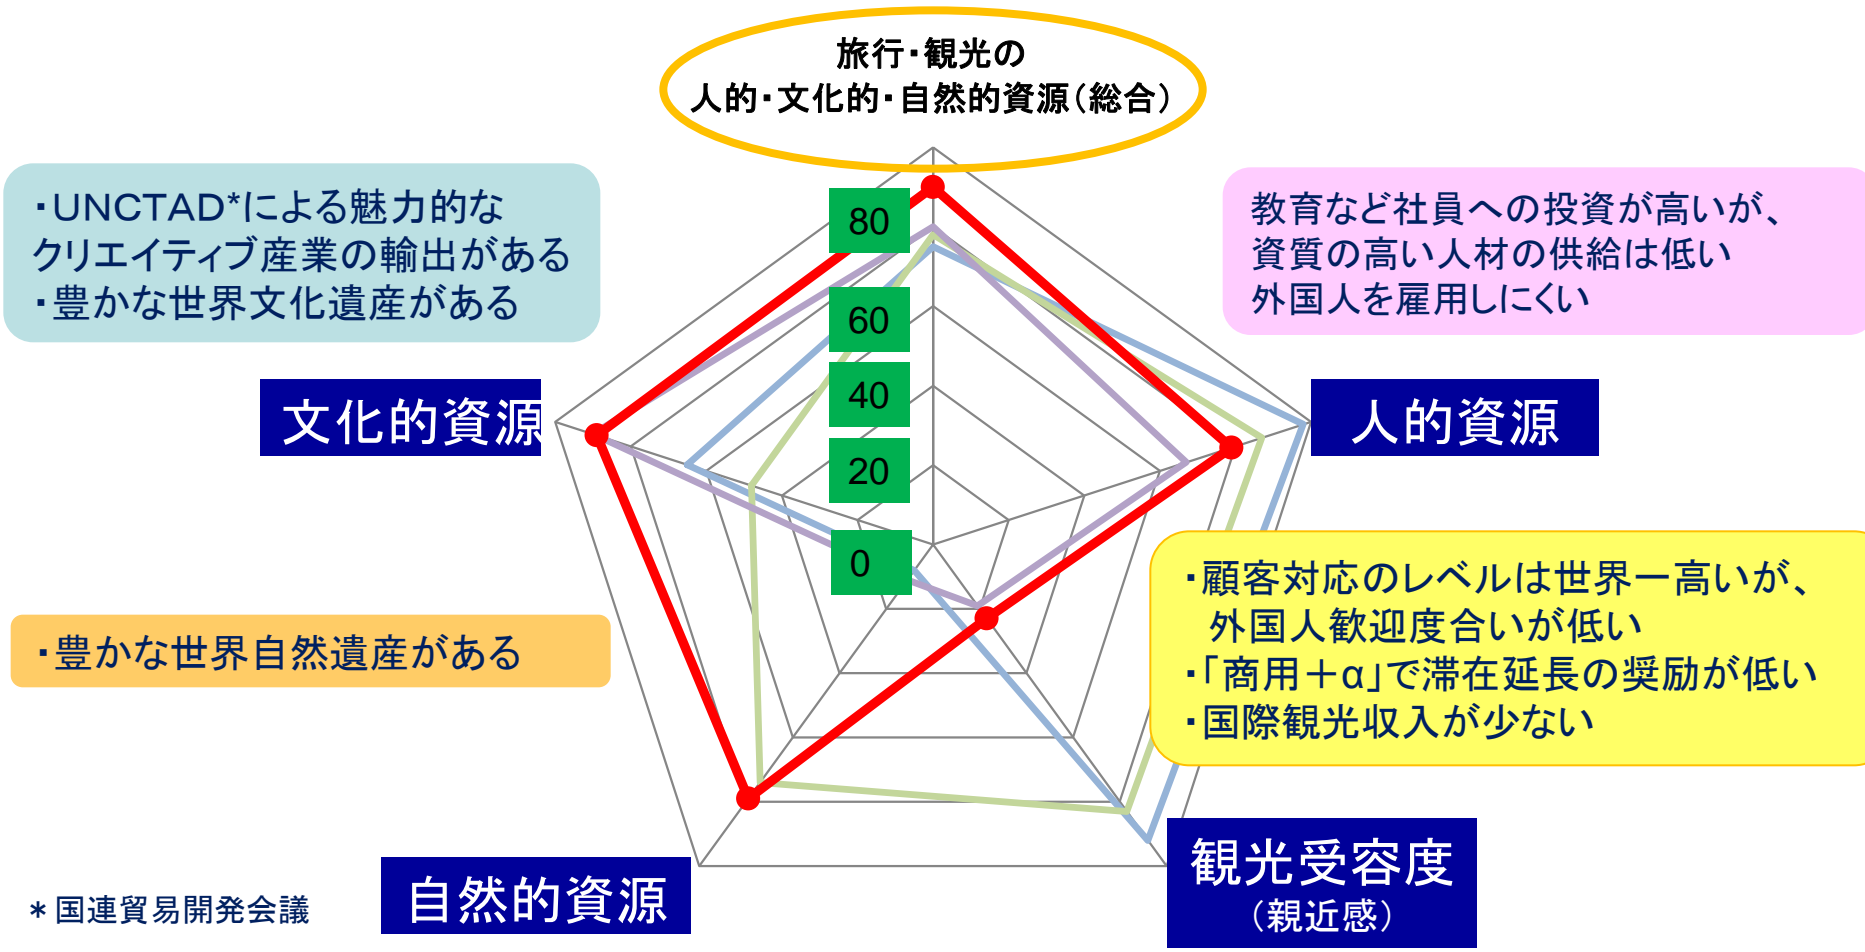 旅行・観光の
人的・文化的・自然的資源（総合）
・UNCTAD*による魅力的な
クリエイティブ産業の輸出がある
・豊かな世界文化遺産がある
教育など社員への投資が高いが、
資質の高い人材の供給は低い
外国人を雇用しにくい
80
60
40
20
0
文化的資源
人的資源
・顧客対応のレベルは世界一高いが、
外国人歓迎度合いが低い
・「商用＋α」で滞在延長の奨励が低い
・国際観光収入が少ない
・豊かな世界自然遺産がある
自然的資源
観光受容度
（親近感）
*国連貿易開発会議